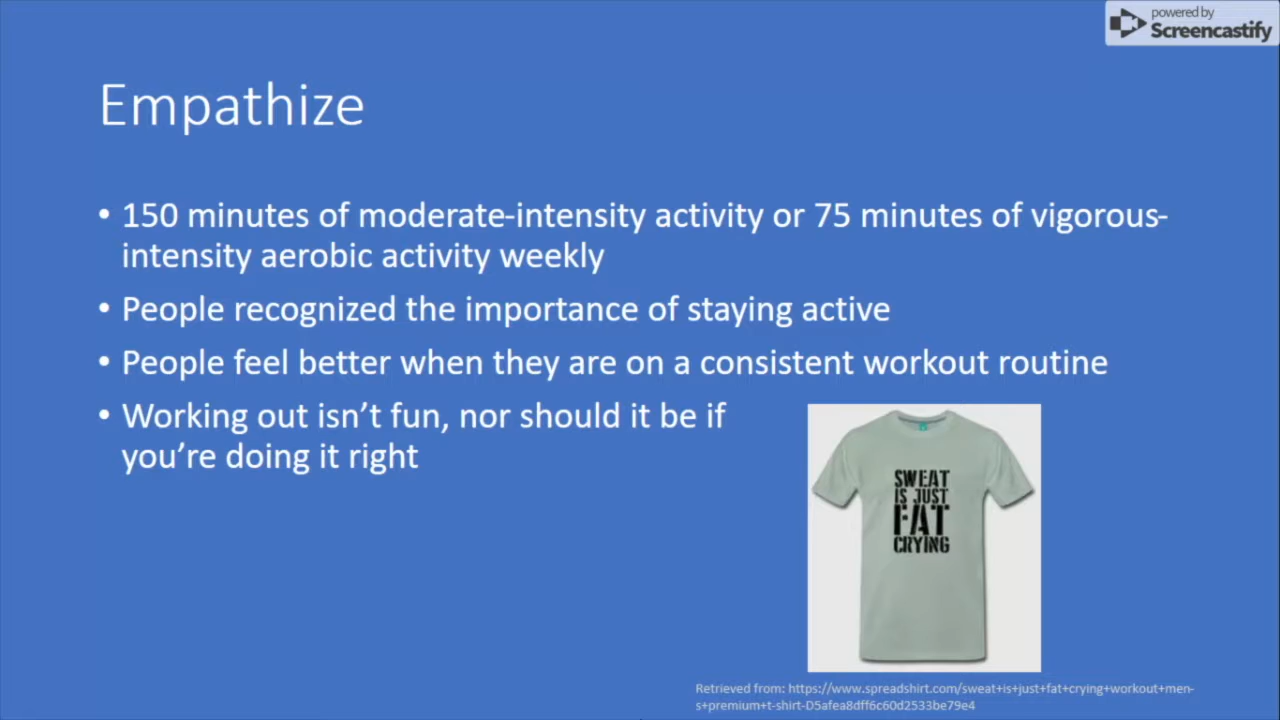 powered by
Screencastify
Empathize
• 150 minutes of moderate-intensity activity or 75 minutes of vigorous-
intensity aerobic activity weekly
• People recognized the importance of staying active
• People feel better when they are on a consistent workout routine
• Working out isn’t fun, nor should it be if
you’re doing it right
SWEAT
IS JUST
FAT
CRYING
Retrieved from: https://www.spreadshirt.com/sweat+is+just+fat+crying+workout+men-
s+premium+t-shirt-D5afea8dff6c60d2533be79e4